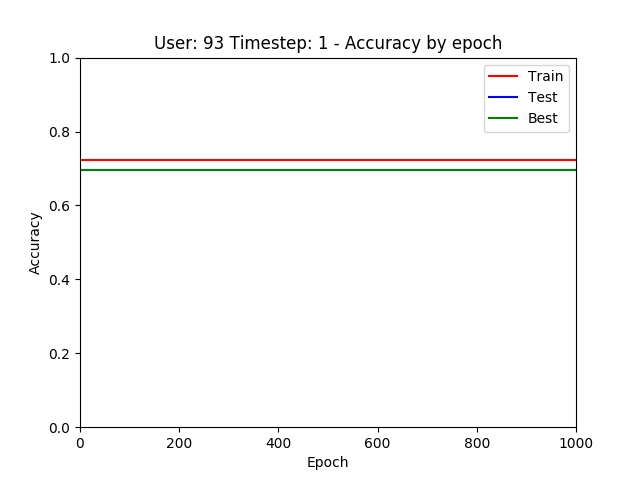 User: 93 Timestep: 1 - Accuracy by epoch
1.0
0.8
0.6
0.4
0.2
0.0
Accuracy
Train
Test
Best
0 200 400 600 800 1000
Epoch